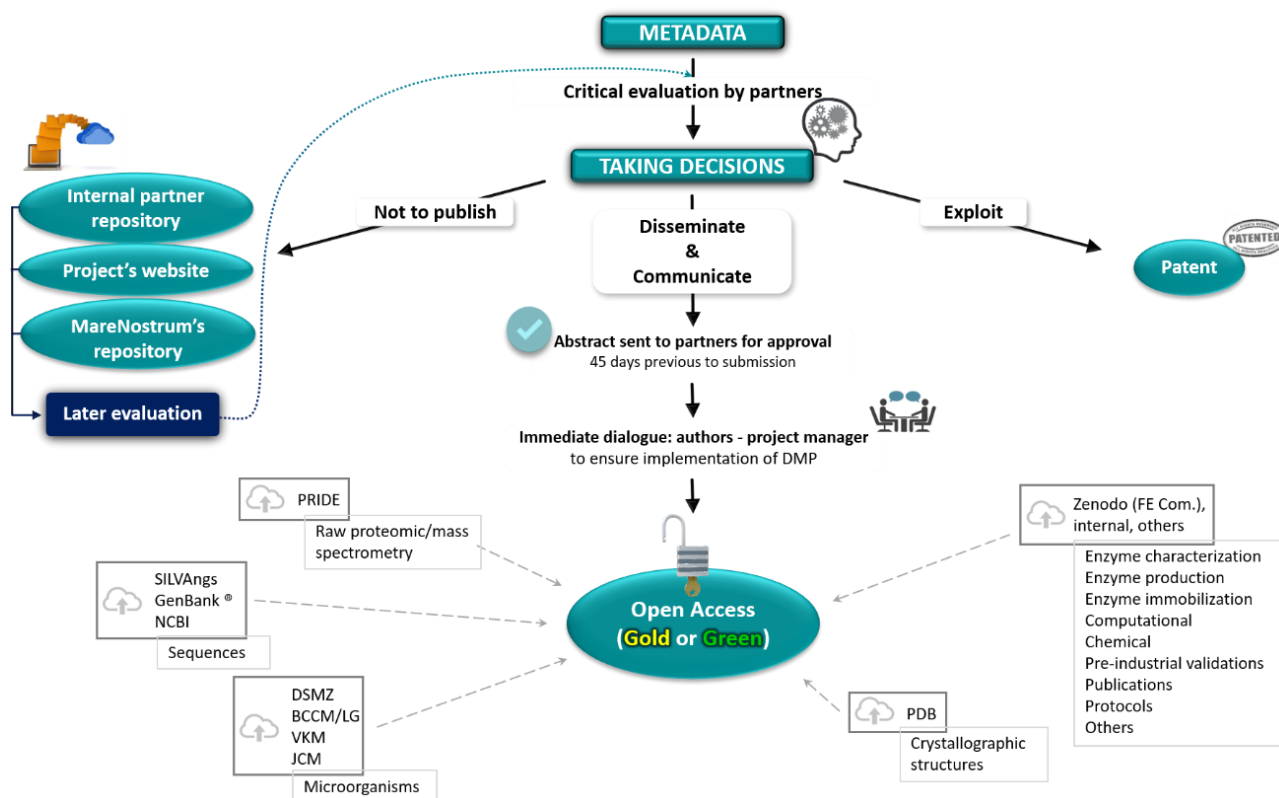 METADATA
Critical evaluation by partners
TAKING DECISIONS
Not to publish
Disseminate
&
Communicate
Exploit
Internal partner
repository
Project's website
MareNostrum's
repository
Later evaluation
PATENTED
Patent
Abstract sent to partners for approval
45 days previous to submission
Immediate dialogue: authors - project manager
to ensure implementation of DMP
PRIDE
Raw proteomic/mass
spectrometry
SILVAngs
GenBank ®
NCBI
Sequences
DSMZ
BCCM/LG
VKM
JCM
Microorganisms
Open Access
(Gold or Green)
PDB
Crystallographic
structures
Zenodo (FE Com.),
internal, others
Enzyme characterization
Enzyme production
Enzyme immobilization
Computational
Chemical
Pre-industrial validations
Publications
Protocols
Others